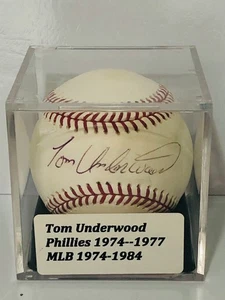 Tom Underwood
Tom Underwood
Phillies 1974--1977
MLB 1974-1984